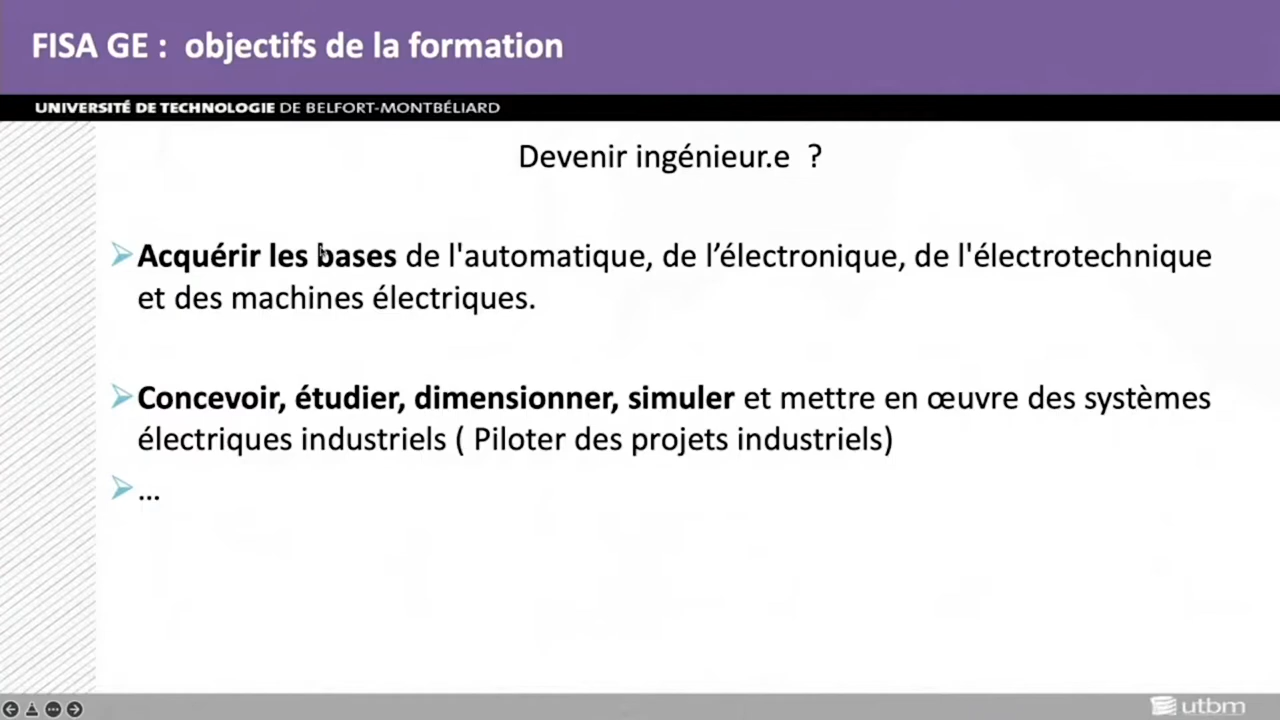 FISA GE : objectifs de la formation
UNIVERSITÉ DE TECHNOLOGIE DE BELFORT-MONTBÉLIARD
Devenir ingénieur.e ?
Acquérir les bases de l'automatique, de l’électronique, de l'électrotechnique
et des machines électriques.
Concevoir, étudier, dimensionner, simuler et mettre en œuvre des systèmes
électriques industriels ( Piloter des projets industriels)
...
utbm